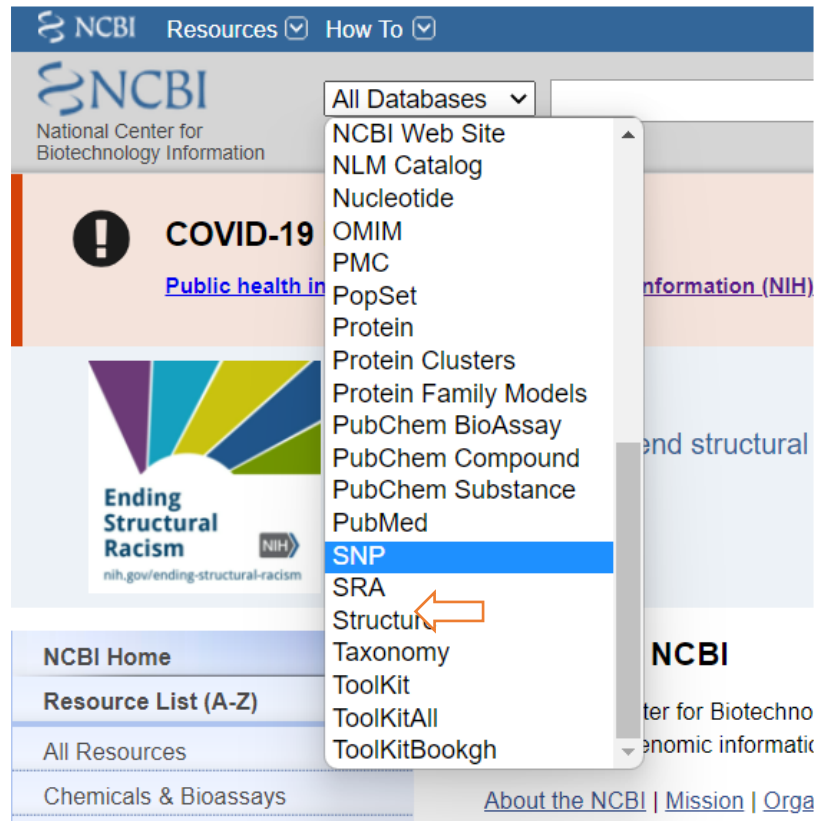 NCBI Resources How To
NCBI
National Center for
Biotechnology Information
All Databases
NCBI Web Site
NLM Catalog
Nucleotide
OMIM
PMC
PopSet
Protein
Protein Clusters
Protein Family Models
PubChem BioAssay
PubChem Compound
PubChem Substance
PubMed
SNP
SRA
Structure
Taxonomy
ToolKit
ToolKitAll
ToolKitBookgh
COVID-19
Public health in
nformation (NIH)
Ending
Structural
Racism
NIH
nih.gov/ending-structural-racism
end structural
NCBI Home
Resource List (A-Z)
All Resources
Chemicals & Bioassays
NCBI
ter for Biotechno
enomic informatic
About the NCBI | Mission | Orga